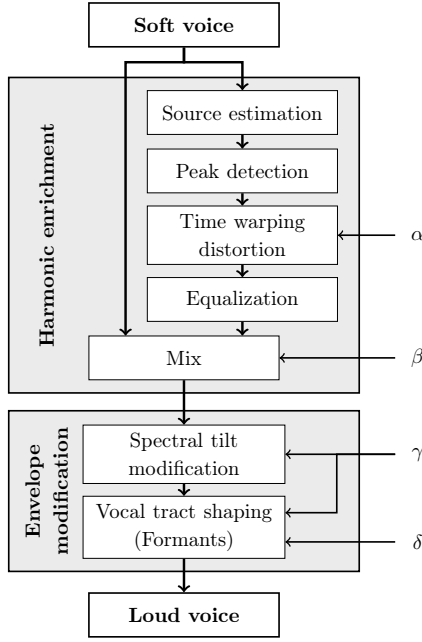 Soft voice
Harmonic enrichment
Source estimation
Peak detection
Time warping
distortion
α
Equalization
Mix
β
Envelope
modification
Spectral tilt
modification
γ
Vocal tract shaping
(Formants)
δ
Loud voice